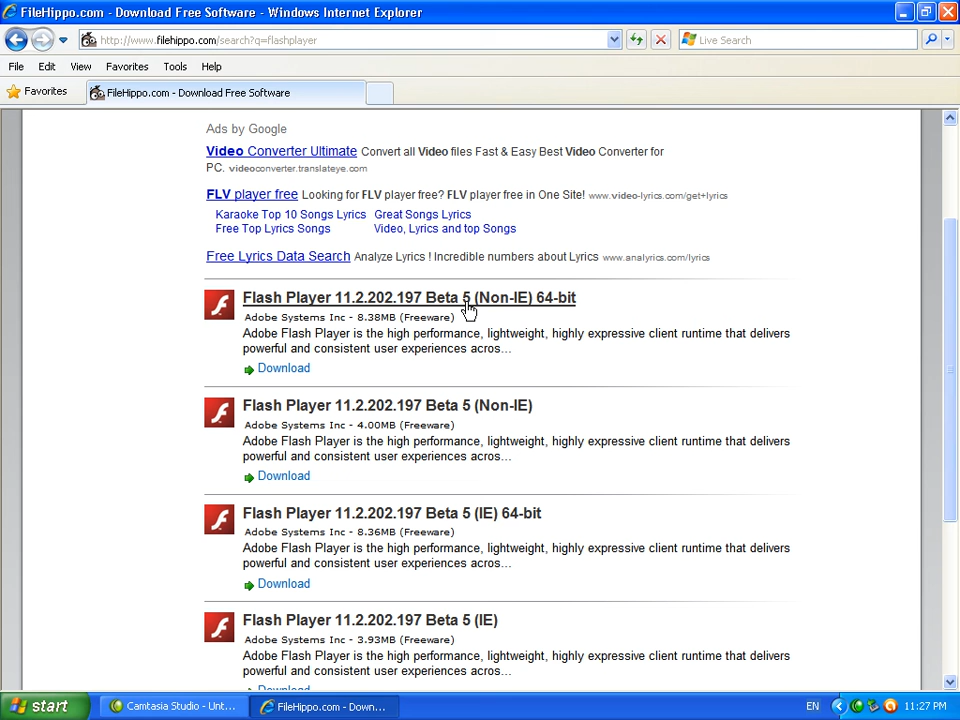 FileHippo.com - Download Free Software - Windows Internet Explorer
http://www.filehippo.com/search?q=flashplayer
Live Search
File Edit View Favorites Tools Help
Favorites
FileHippo.com - Download Free Software
Ads by Google
Video Converter Ultimate Convert all Video files Fast & Easy Best Video Converter for
PC. videoconverter.translateye.com
FLV player free Looking for FLV player free? FLV player free in One Site! www.video-lyrics.com/get+lyrics
Karaoke Top 10 Songs Lyrics Great Songs Lyrics
Free Top Lyrics Songs Video, Lyrics and top Songs
Free Lyrics Data Search Analyze Lyrics ! Incredible numbers about Lyrics www.analyrics.com/lyrics
Flash Player 11.2.202.197 Beta 5 (Non-IE) 64-bit
Adobe Systems Inc - 8.38MB (Freeware)
Adobe Flash Player is the high performance, lightweight, highly expressive client runtime that delivers
powerful and consistent user experiences acros...
Download
Flash Player 11.2.202.197 Beta 5 (Non-IE)
Adobe Systems Inc - 4.00MB (Freeware)
Adobe Flash Player is the high performance, lightweight, highly expressive client runtime that delivers
powerful and consistent user experiences acros...
Download
Flash Player 11.2.202.197 Beta 5 (IE) 64-bit
Adobe Systems Inc - 8.36MB (Freeware)
Adobe Flash Player is the high performance, lightweight, highly expressive client runtime that delivers
powerful and consistent user experiences acros...
Download
Flash Player 11.2.202.197 Beta 5 (IE)
Adobe Systems Inc - 3.93MB (Freeware)
Adobe Flash Player is the high performance, lightweight, highly expressive client runtime that delivers
powerful and consistent user experiences acros...
Download
start
Camtasia Studio - Unt...
FileHippo.com - Down...
EN
11:27 PM